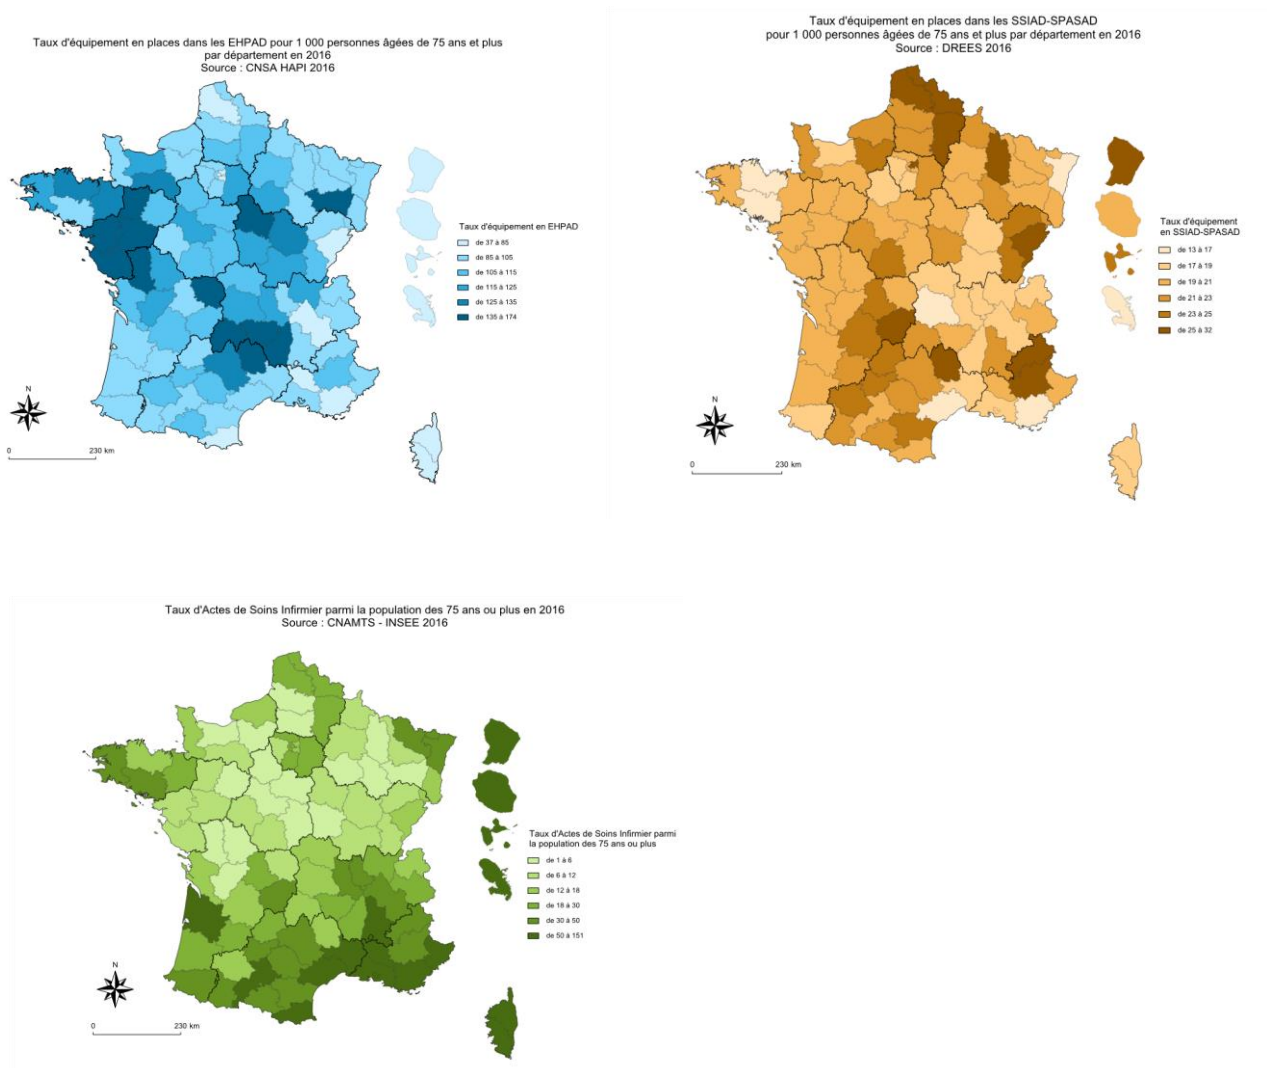 Taux d'équipement en places dans les EHPAD pour 1 000 personnes âgées de 75 ans et plus
par département en 2016
Source : CNSA HAPI 2016
Taux d'équipement en EHPAD
de 37 à 85
de 85 à 105
de 105 à 115
de 115 à 125
de 125 à 135
de 135 à 174
N
0 230 km
Taux d'équipement en places dans les SSIAD-SPASAD
pour 1 000 personnes âgées de 75 ans et plus par département en 2016
Source : DREES 2016
Taux d'équipement
en SSIAD-SPASAD
de 13 à 17
de 17 à 19
de 19 à 21
de 21 à 23
de 23 à 25
de 25 à 32
N
0 230 km
Taux d'Actes de Soins Infirmier parmi la population des 75 ans ou plus en 2016
Source : CNAMTS - INSEE 2016
Taux d'Actes de Soins Infirmier parmi
la population des 75 ans ou plus
de 1 à 6
de 6 à 12
de 12 à 18
de 18 à 30
de 30 à 50
de 50 à 151
N
0 230 km